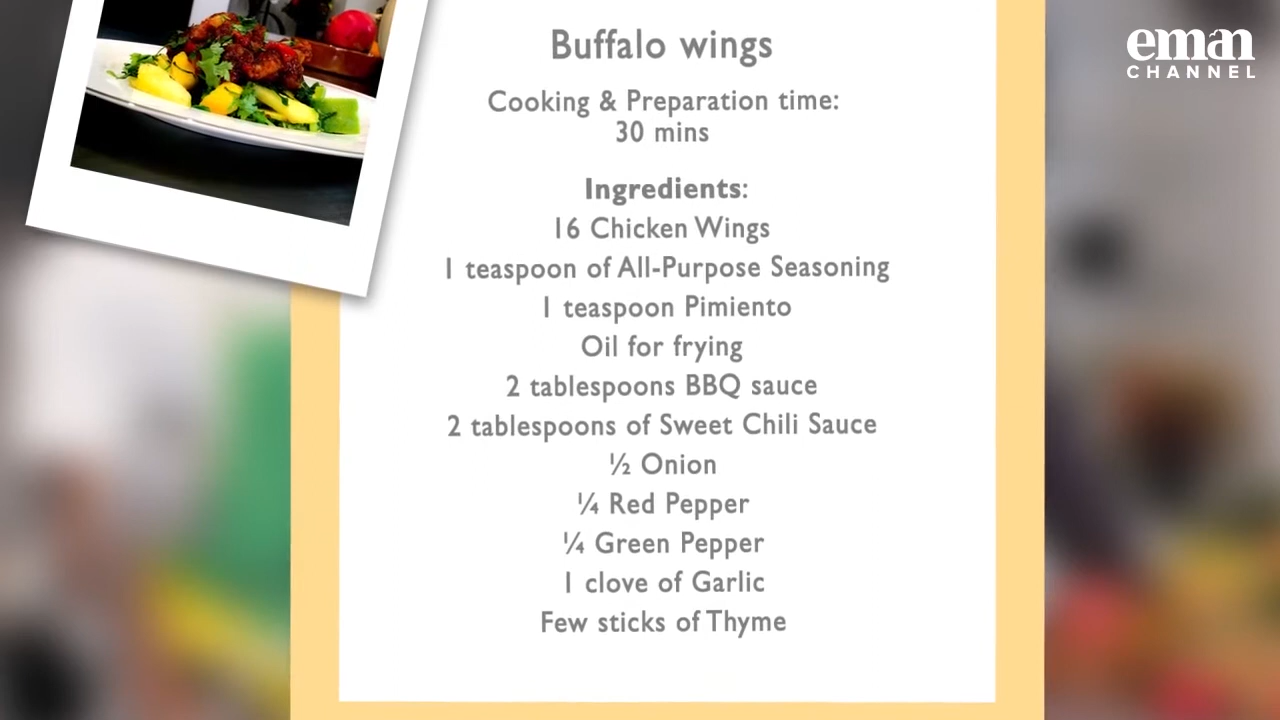 Buffalo wings
eman
CHANNEL
Cooking & Preparation time:
30 mins
Ingredients:
16 Chicken Wings
1 teaspoon of All-Purpose Seasoning
1 teaspoon Pimiento
Oil for frying
2 tablespoons BBQ sauce
2 tablespoons of Sweet Chili Sauce
½ Onion
¼ Red Pepper
¼ Green Pepper
1 clove of Garlic
Few sticks of Thyme